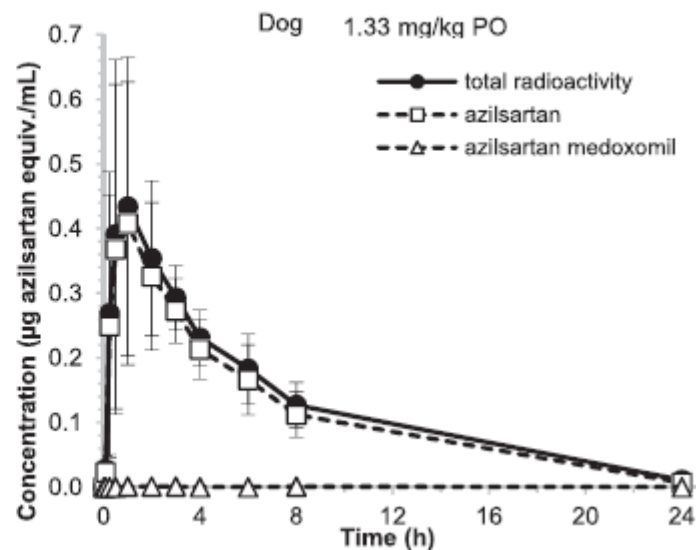 Dog 1.33 mg/kg PO
total radioactivity
azilsartan
azilsartan medoxomil
Concentration (µg azilsartan equiv./mL)
0.7
0.6
0.5
0.4
0.3
0.2
0.1
0.0
0 4 8 12 16 20 24
Time (h)